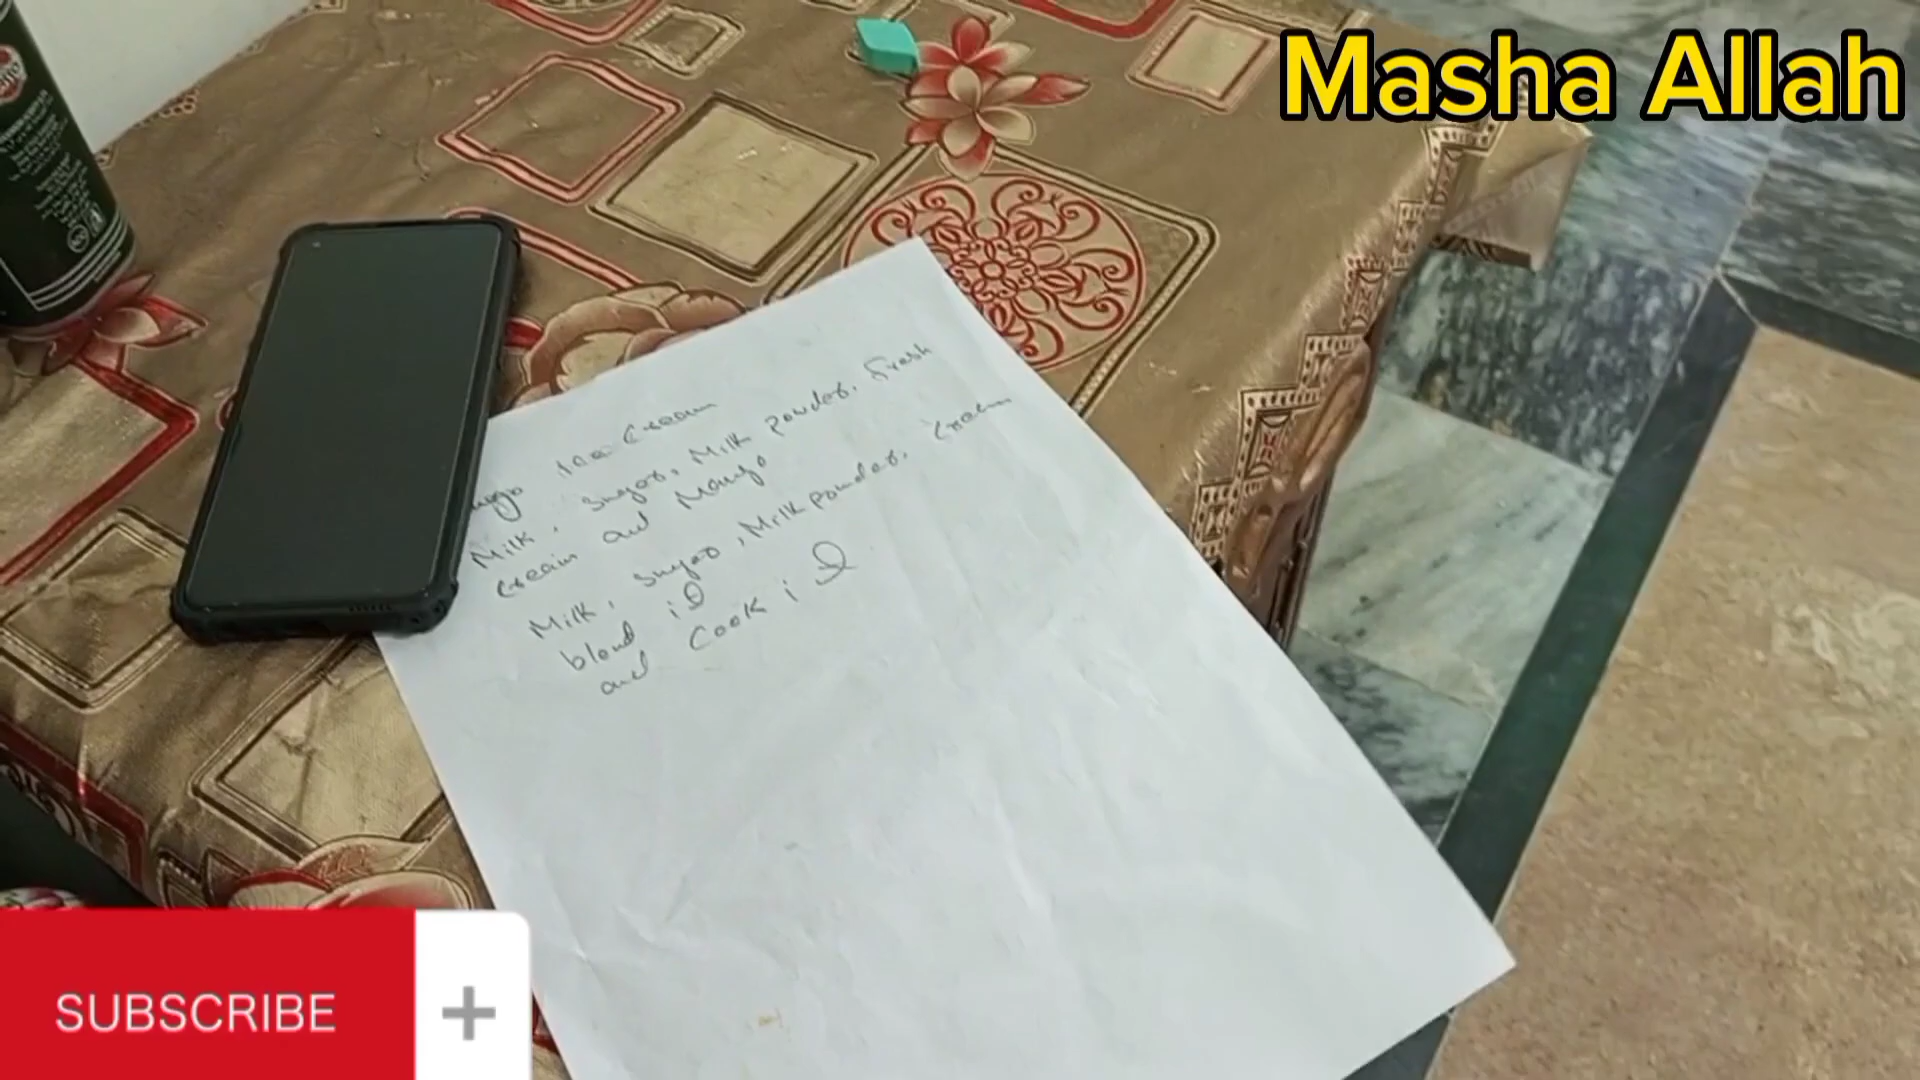 Masha Allah
Ice Cream
Milk, Sugar, Milk powder, fresh
cream and Mango
Milk, Sugar, Milk powder, cream
blend it
and Cook it
SUBSCRIBE